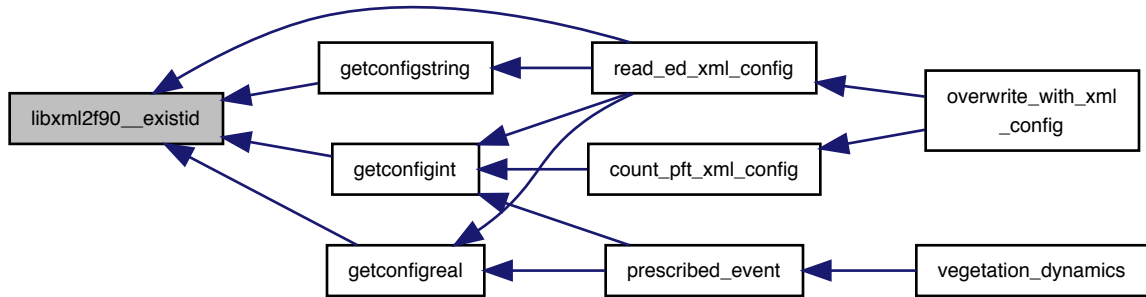 libxml2f90__existid
getconfigstring
getconfigint
getconfigreal
read_ed_xml_config
count_pft_xml_config
prescribed_event
overwrite_with_xml
_config
vegetation_dynamics